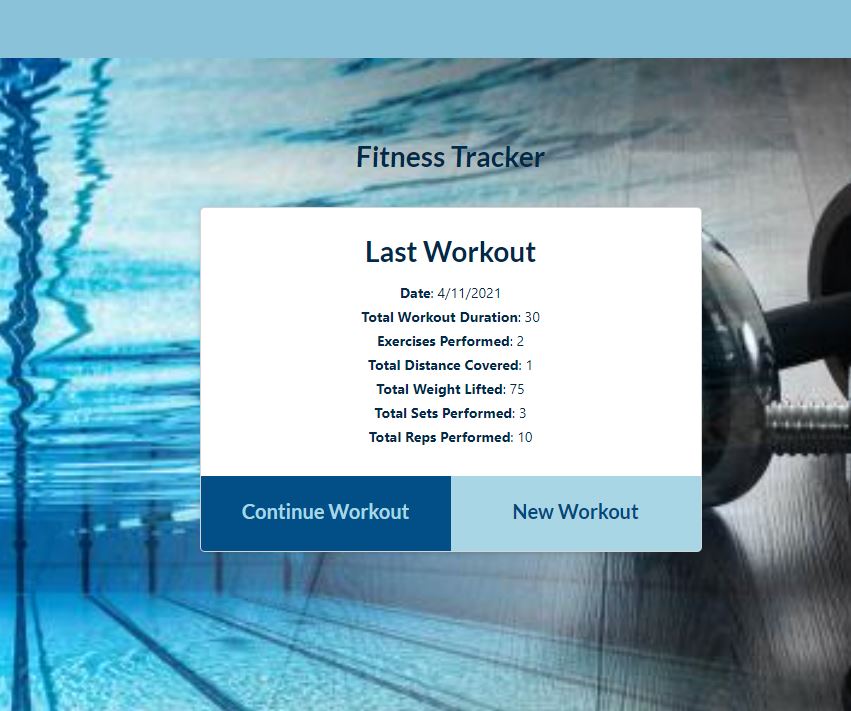 Fitness Tracker
Last Workout
Date: 4/11/2021
Total Workout Duration: 30
Exercises Performed: 2
Total Distance Covered: 1
Total Weight Lifted: 75
Total Sets Performed: 3
Total Reps Performed: 10
Continue Workout
New Workout